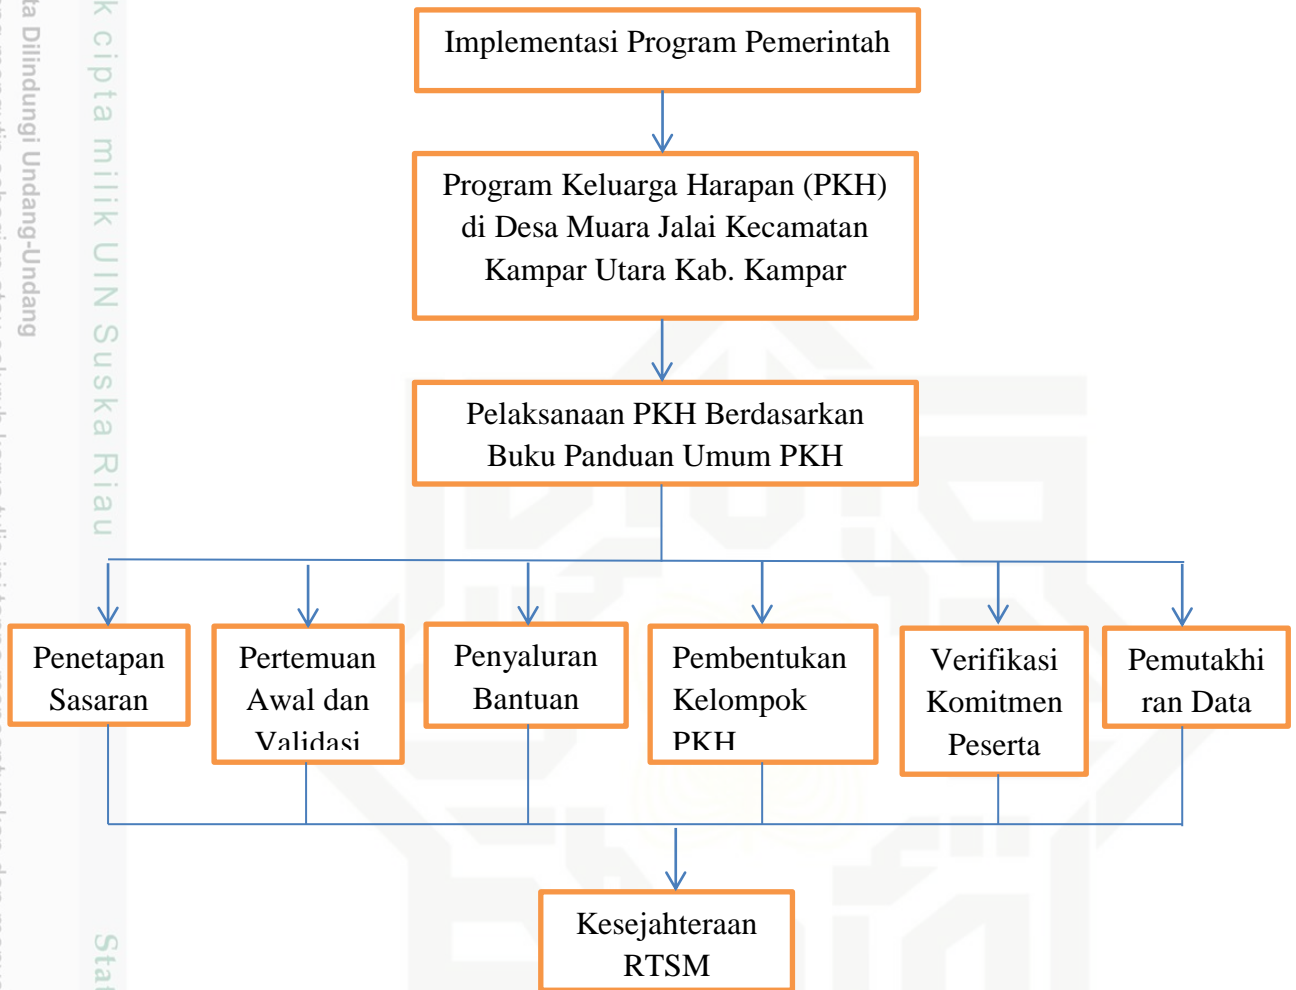 k cipta milik UIN Suska Riau
ta Dilindungi Undang-Undang
Implementasi Program Pemerintah
Program Keluarga Harapan (PKH)
di Desa Muara Jalai Kecamatan
Kampar Utara Kab. Kampar
Pelaksanaan PKH Berdasarkan
Buku Panduan Umum PKH
Penetapan
Sasaran
Pertemuan
Awal dan
Validasi
Penyaluran
Bantuan
Pembentukan
Kelompok
PKH
Verifikasi
Komitmen
Peserta
Pemutakhi
ran Data
Kesejahteraan
RTSM
Stat